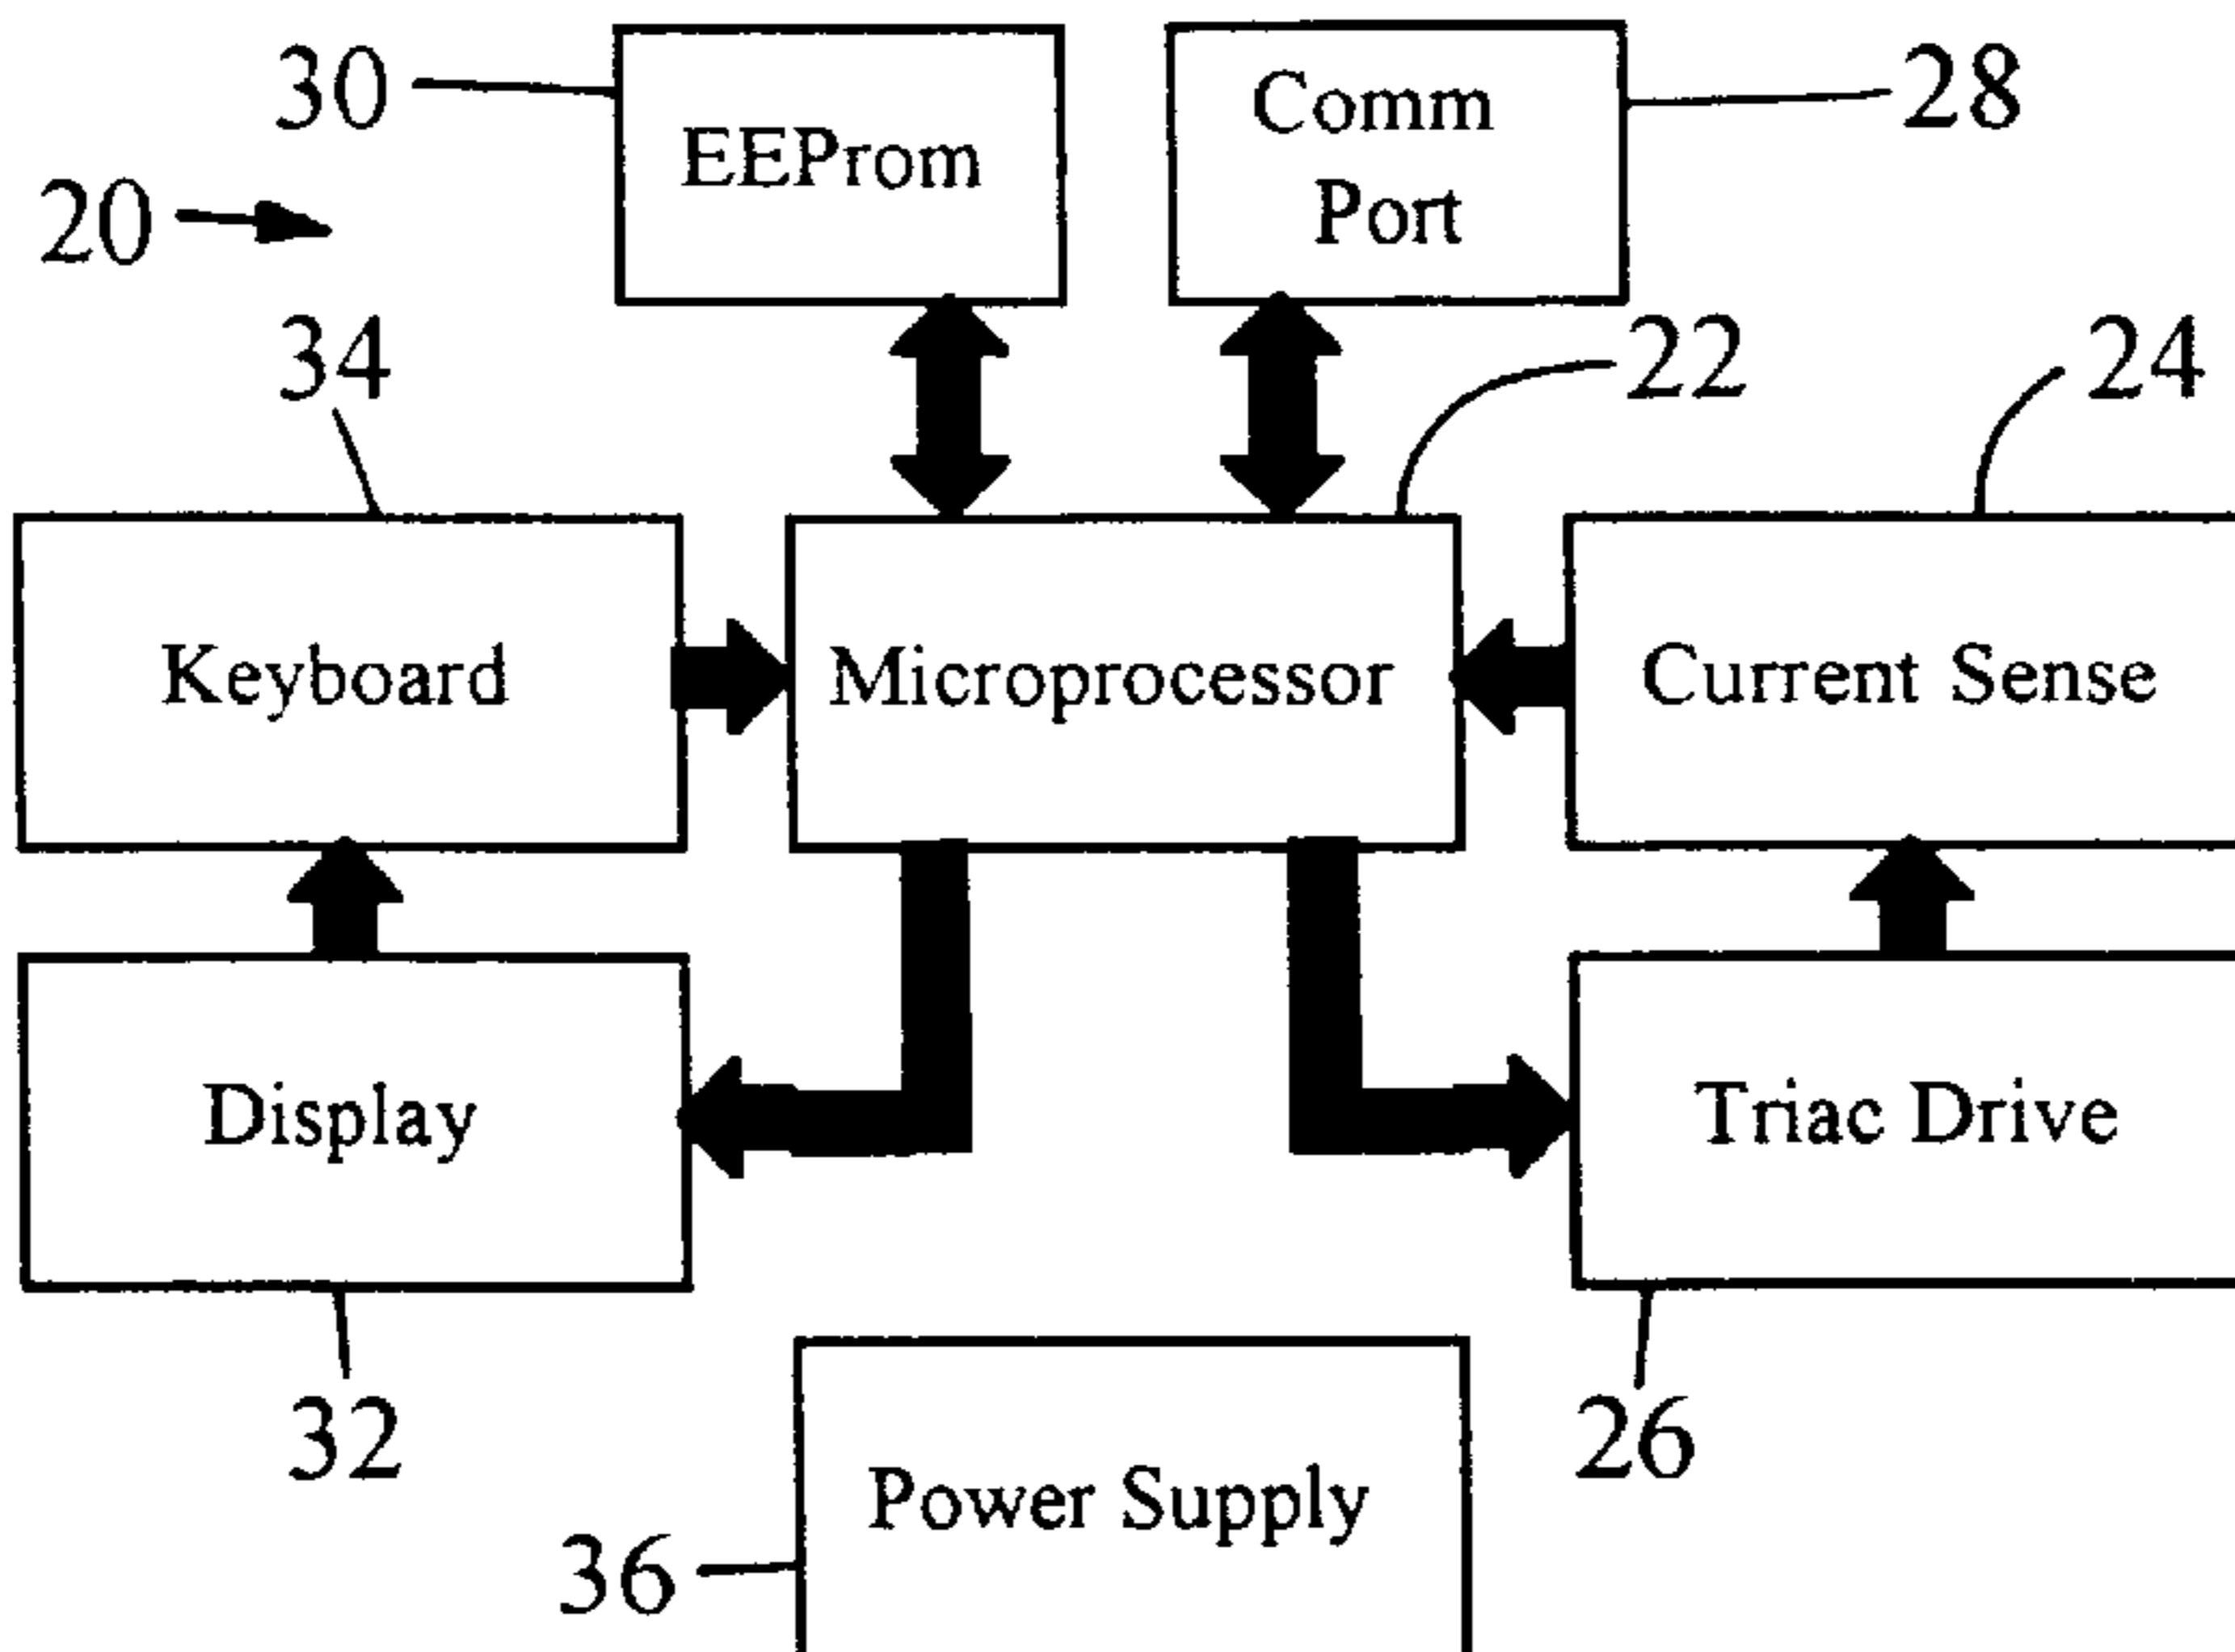 30
EEProm
Comm
Port
28
20
34
22
24
Keyboard
Microprocessor
Current Sense
Display
Triac Drive
32
26
Power Supply
36